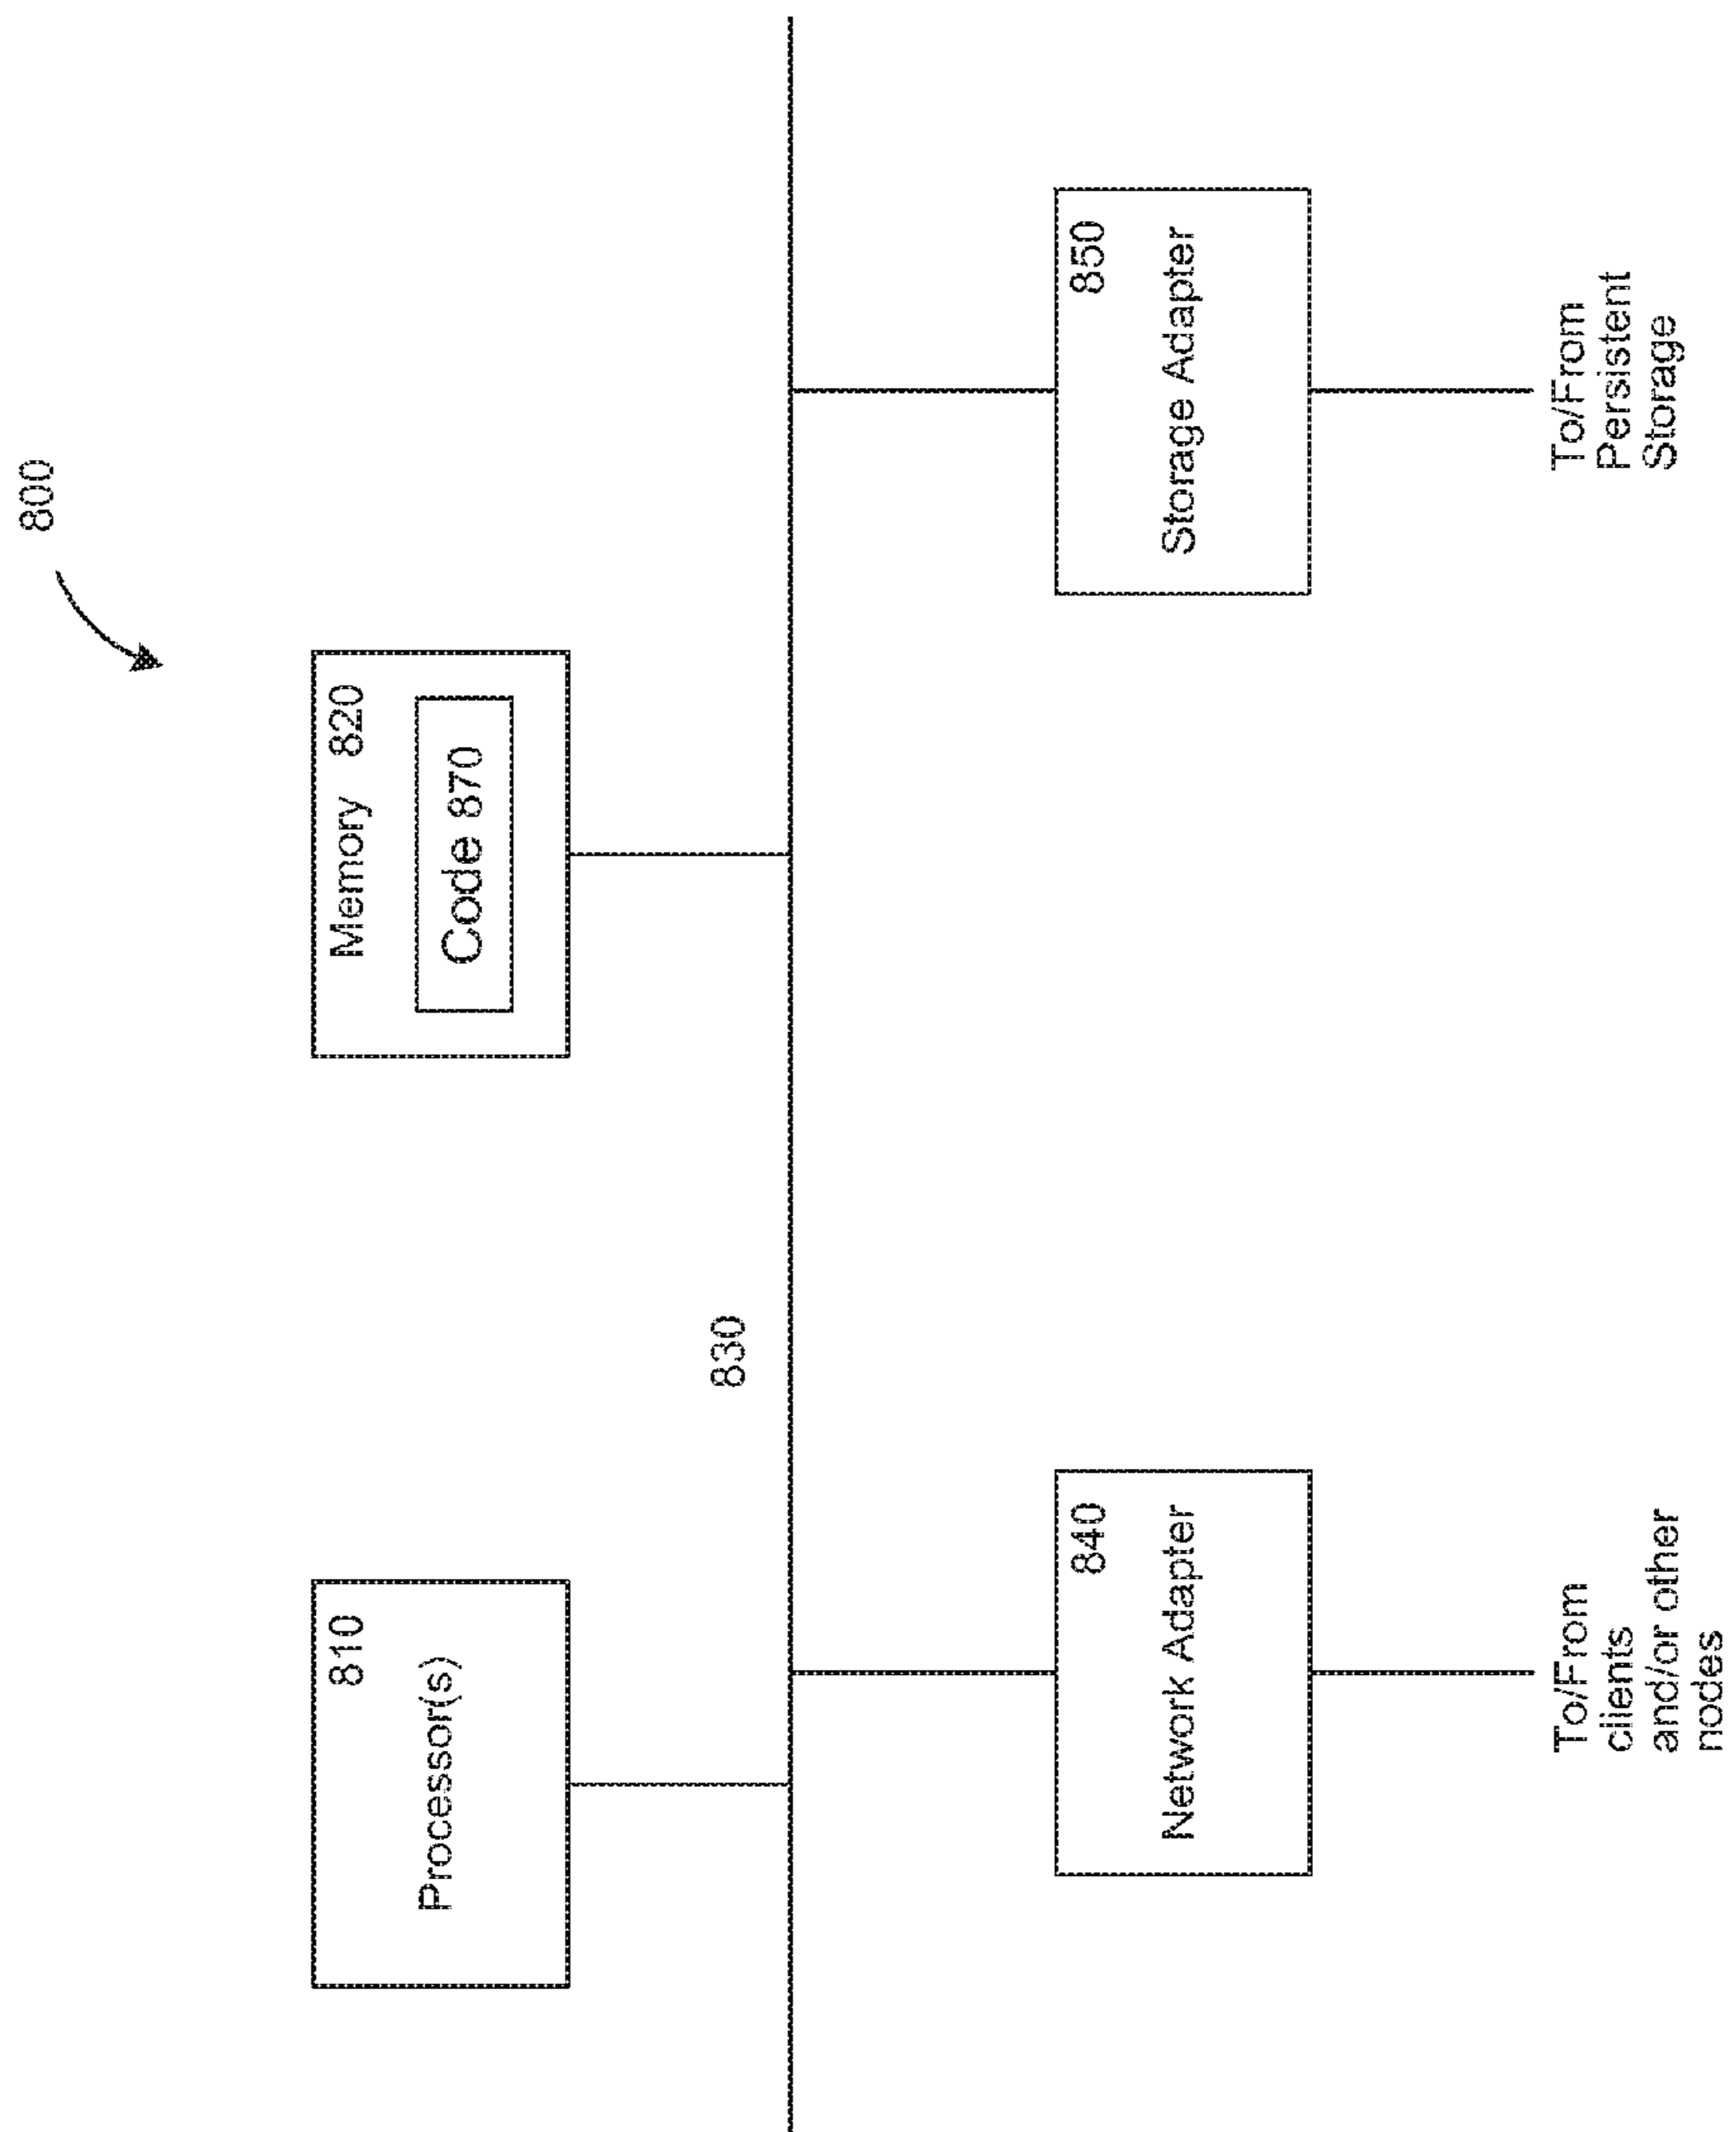 800
810
Processor(s)
Memory 820
Code 870
830
840
Network Adapter
850
Storage Adapter
To/From
clients
and/or other
nodes
To/From
Persistent
Storage